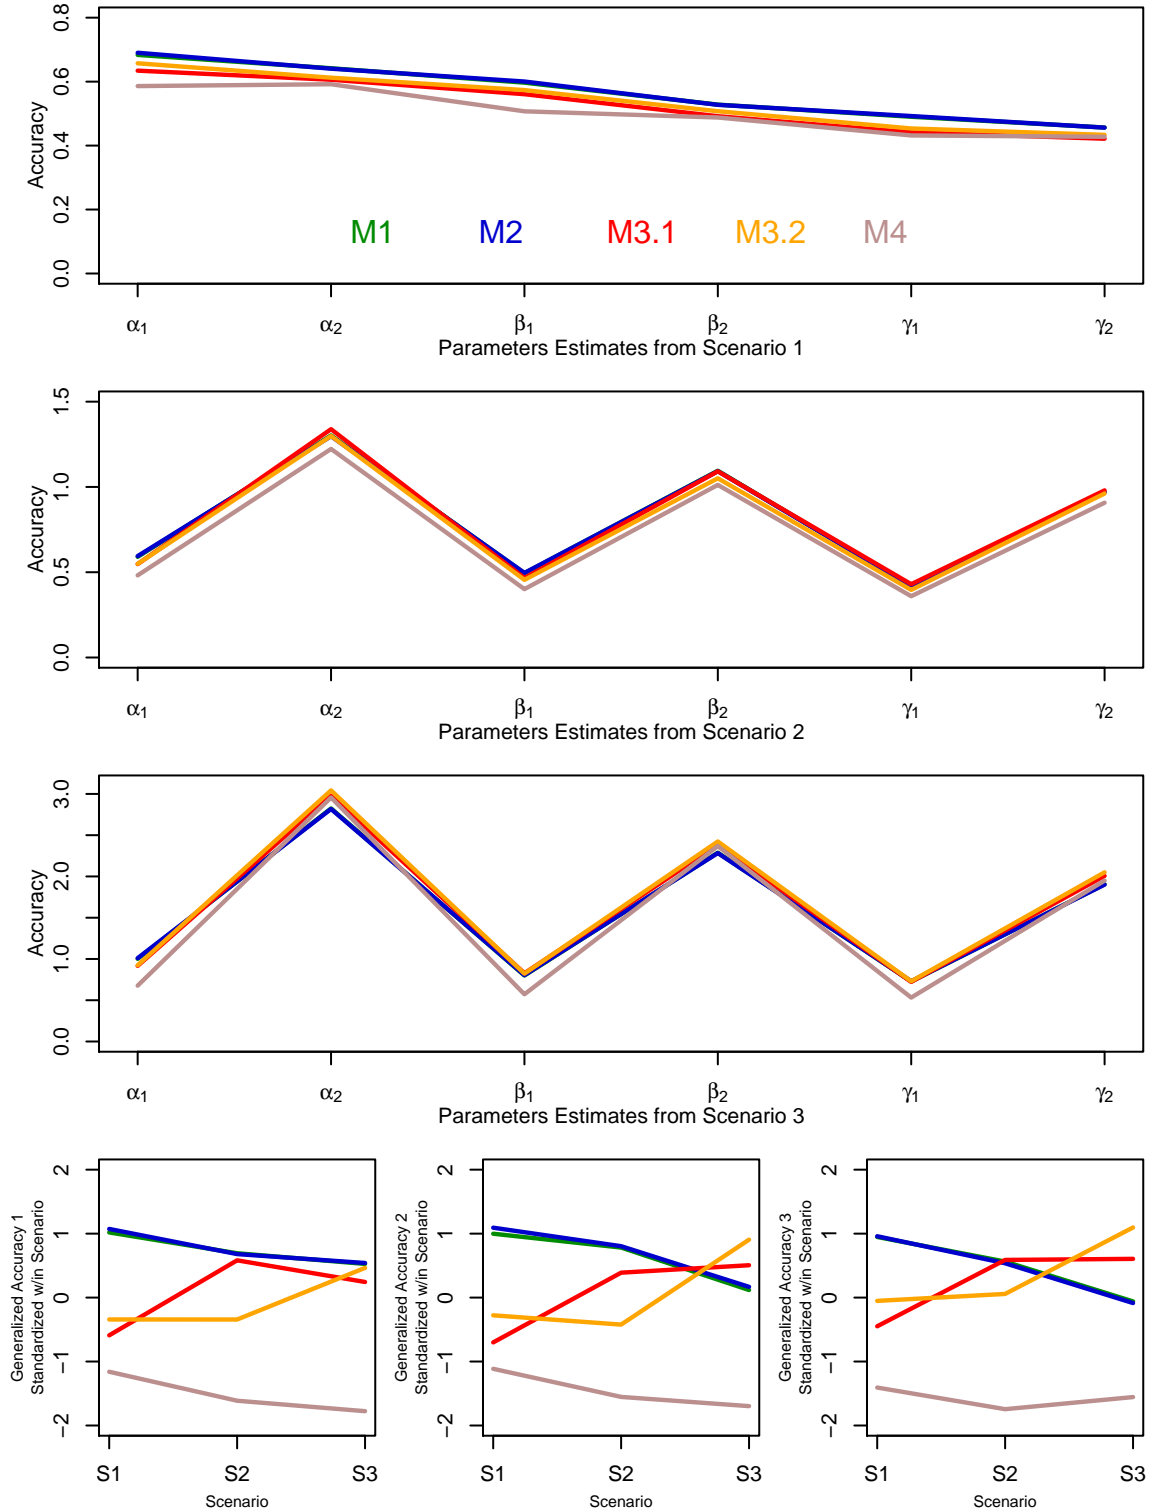 0.8
0.6
0.4
0.2
0.0
Accuracy
M1 M2 M3.1 M3.2 M4
α1 α2 β1 β2 γ1 γ2
Parameters Estimates from Scenario 1
1.5
1.0
0.5
0.0
Accuracy
α1 α2 β1 β2 γ1 γ2
Parameters Estimates from Scenario 2
3.0
2.0
1.0
0.0
Accuracy
α1 α2 β1 β2 γ1 γ2
Parameters Estimates from Scenario 3
Generalized Accuracy 1
Standardized w/in Scenario
2
1
0
−1
−2
S1 S2 S3
Scenario
Generalized Accuracy 2
Standardized w/in Scenario
2
1
0
−1
−2
S1 S2 S3
Scenario
Generalized Accuracy 3
Standardized w/in Scenario
2
1
0
−1
−2
S1 S2 S3
Scenario